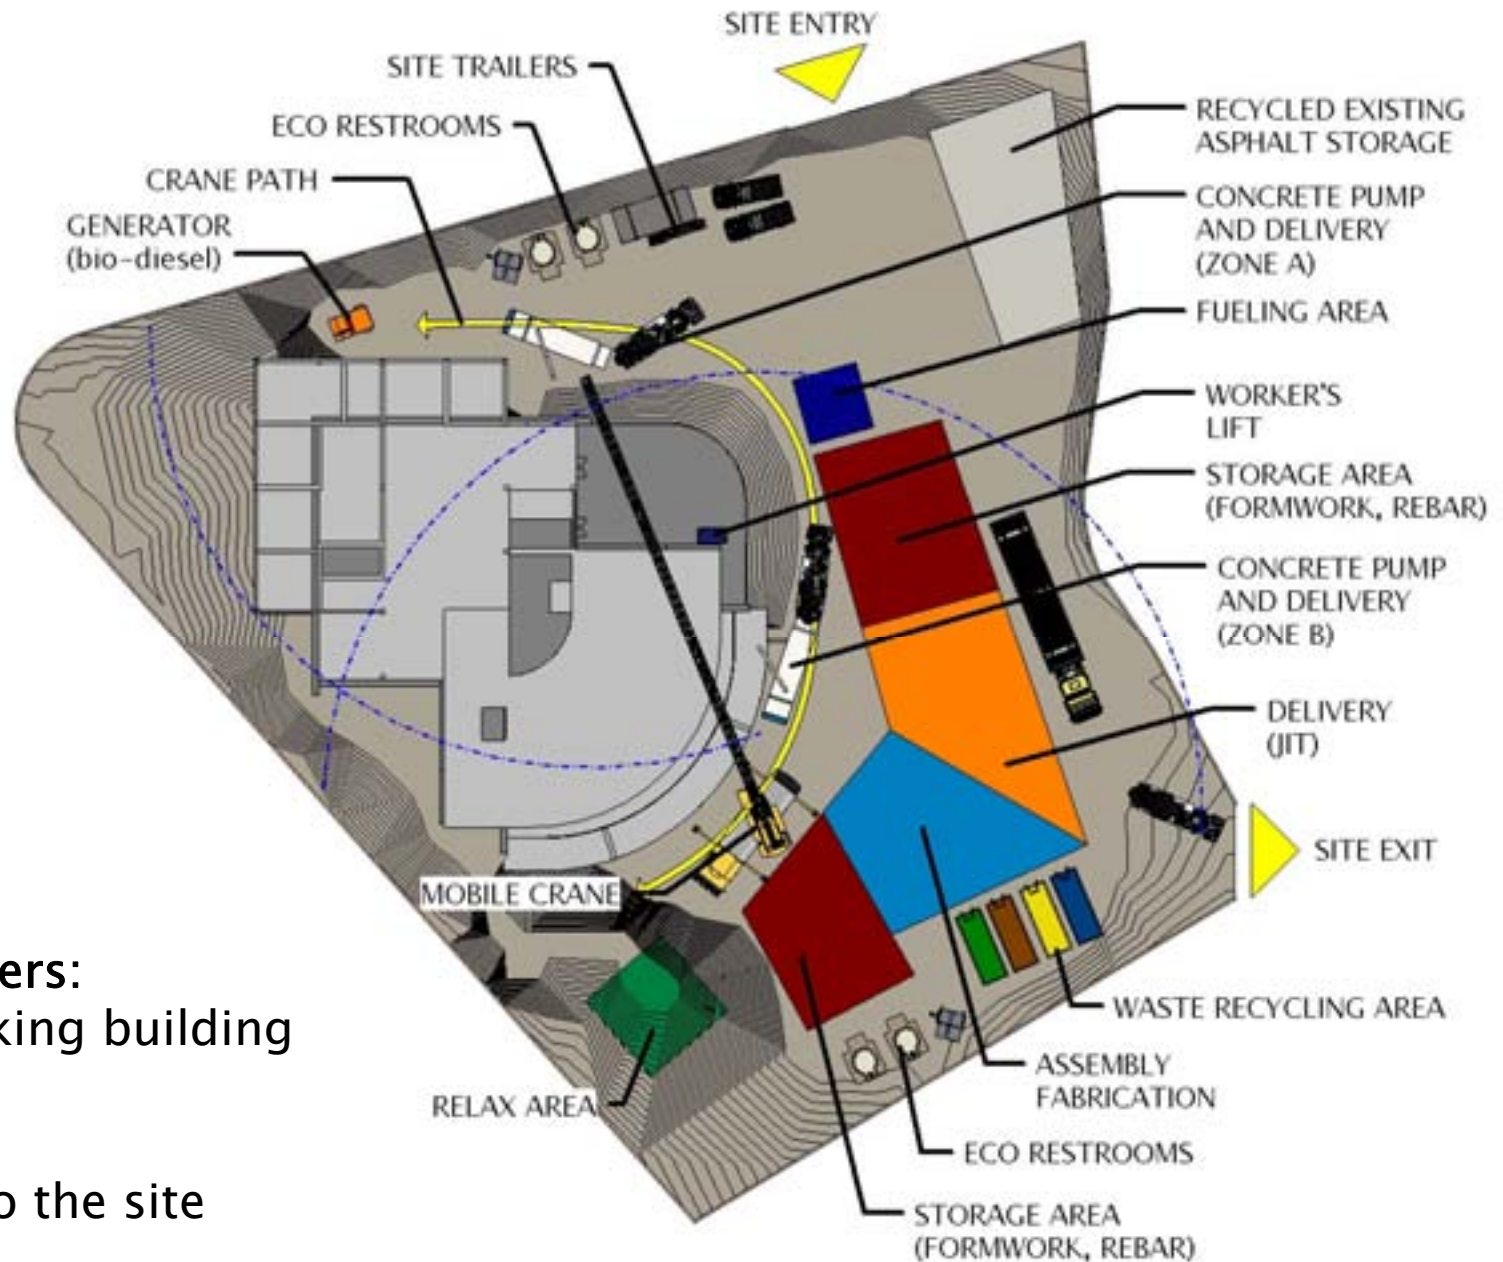 SITE ENTRY
SITE TRAILERS
ECO RESTROOMS
CRANE PATH
GENERATOR
(bio-diesel)
RECYCLED EXISTING
ASPHALT STORAGE
CONCRETE PUMP
AND DELIVERY
(ZONE A)
FUELING AREA
WORKER'S
LIFT
STORAGE AREA
(FORMWORK, REBAR)
CONCRETE PUMP
AND DELIVERY
(ZONE B)
DELIVERY
(JIT)
SITE EXIT
MOBILE CRANE
WASTE RECYCLING AREA
ASSEMBLY
FABRICATION
RELAX AREA
ECO RESTROOMS
STORAGE AREA
(FORMWORK, REBAR)
ers:
king building
o the site